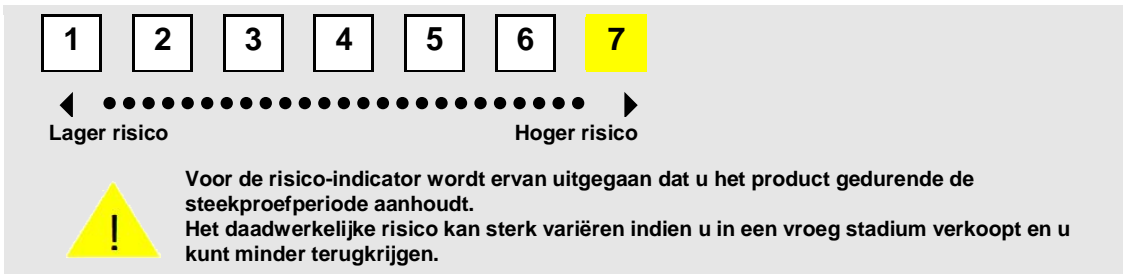 1 2 3 4 5 6 7
Lager risico Hoger risico
Voor de risico-indicator wordt ervan uitgegaan dat u het product gedurende de
steekproefperiode aanhoudt.
Het daadwerkelijke risico kan sterk variëren indien u in een vroeg stadium verkoopt en u
kunt minder terugkrijgen.
!